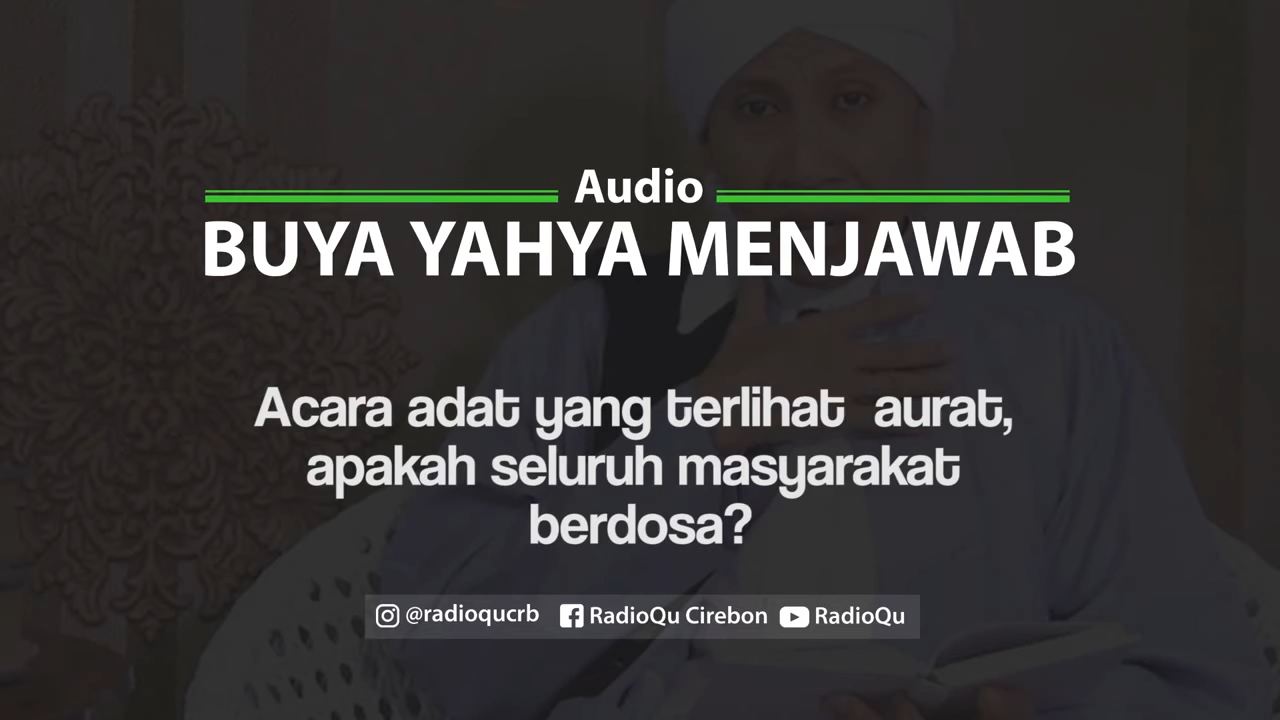 Audio
BUYA YAHYA MENJAWAB
Acara adat yang terlihat aurat,
apakah seluruh masyarakat
berdosa?
@radioqucrb RadioQu Cirebon RadioQu